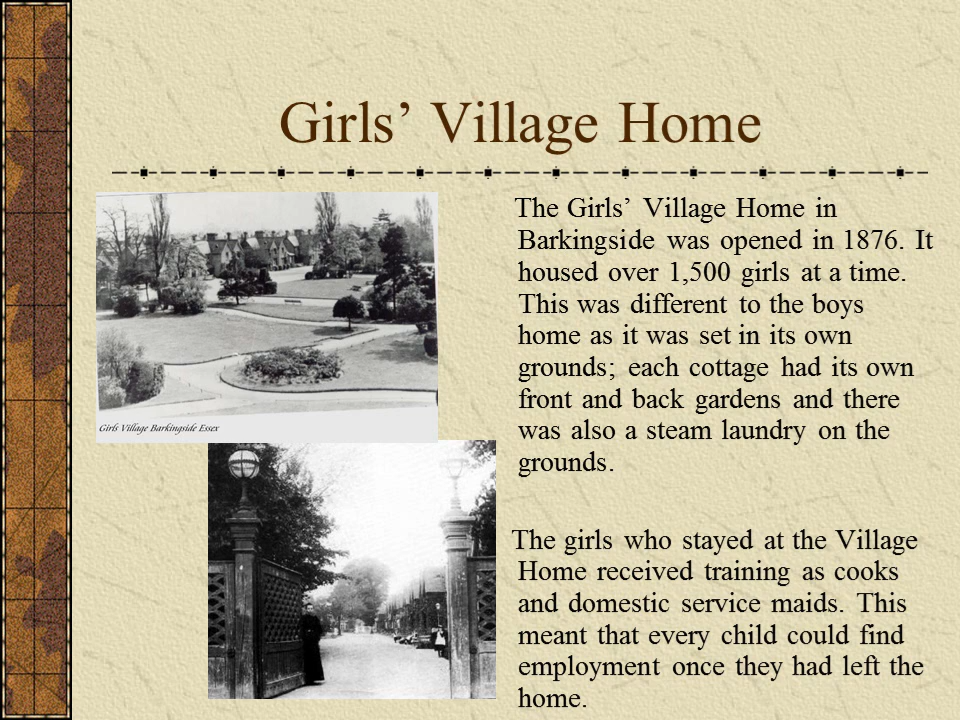 Girls’ Village Home
The Girls’ Village Home in
Barkingside was opened in 1876. It
housed over 1,500 girls at a time.
This was different to the boys
home as it was set in its own
grounds; each cottage had its own
front and back gardens and there
was also a steam laundry on the
grounds.
The girls who stayed at the Village
Home received training as cooks
and domestic service maids. This
meant that every child could find
employment once they had left the
home.
Girls Village Barkingside Essex